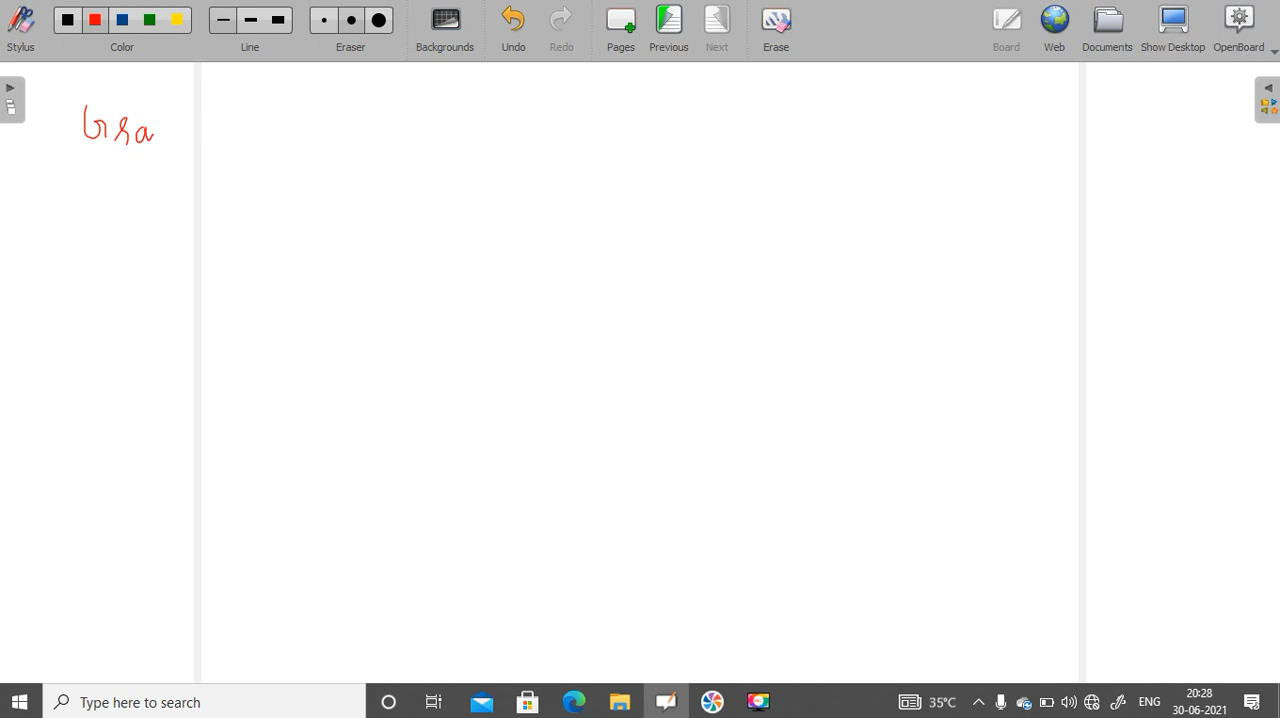 Stylus Color Line Eraser Backgrounds Undo Redo Pages Previous Next Erase Board Web Documents Show Desktop OpenBoard
Gra
Type here to search 35°C ENG 20:28
30-06-2021